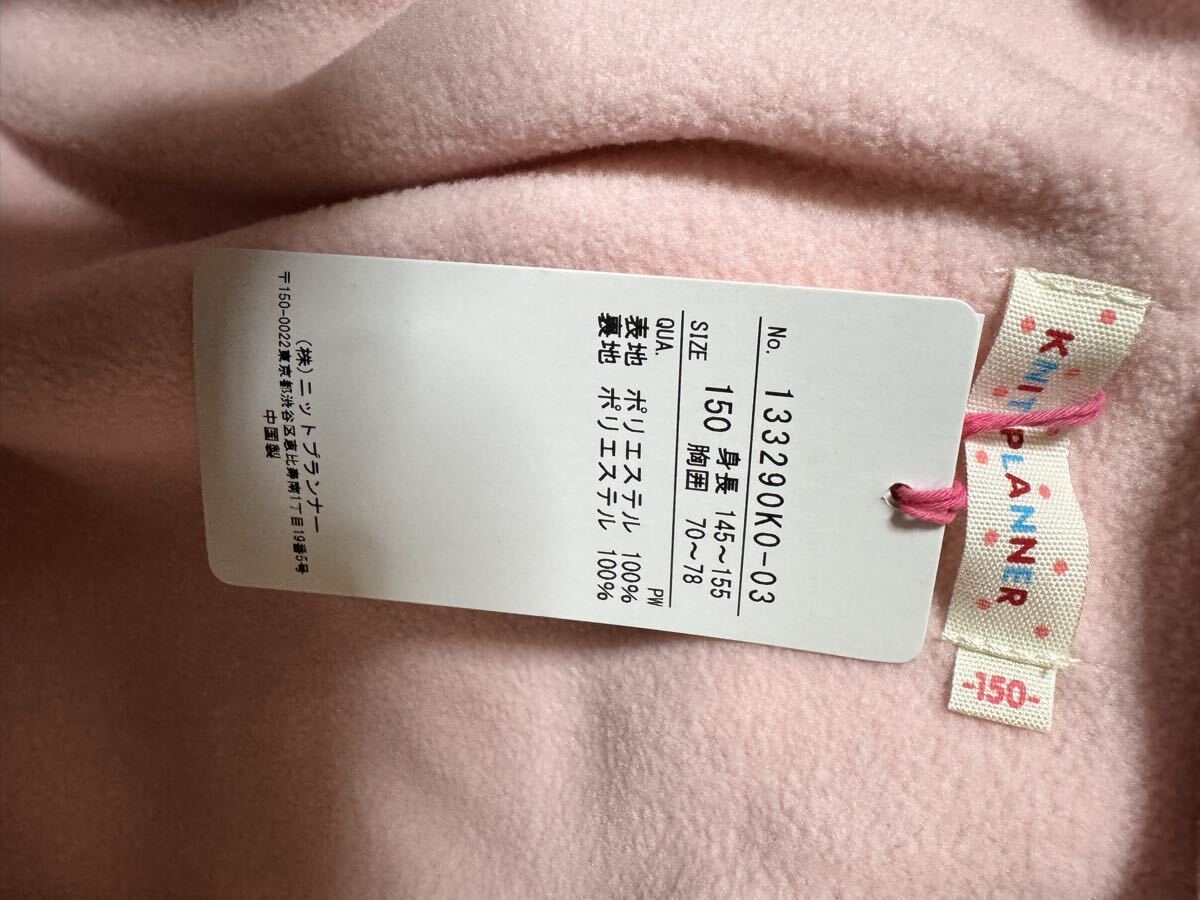 No. 133290K0-03
SIZE 150 身長 145~155
胸囲 70~78
QUA. PW
表地 ポリエステル 100%
裏地 ポリエステル 100%
(株)ニットプランナー
〒150-0022東京都渋谷区恵比寿南1丁目19番5号
中国製
KNIT PLANNER
-150-